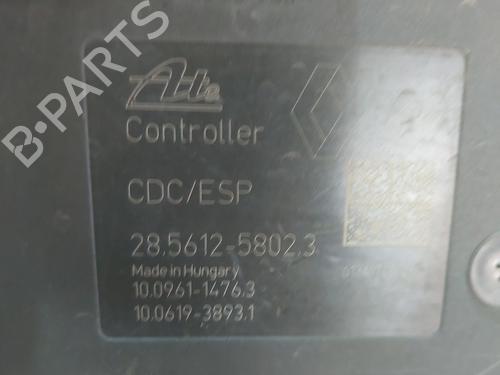 Ate
Controller
CDC/ESP
28.5612-5802.3
Made in Hungary
10.0961-1476.3
10.0619-3893.1
B-PARTS
B-PARTS